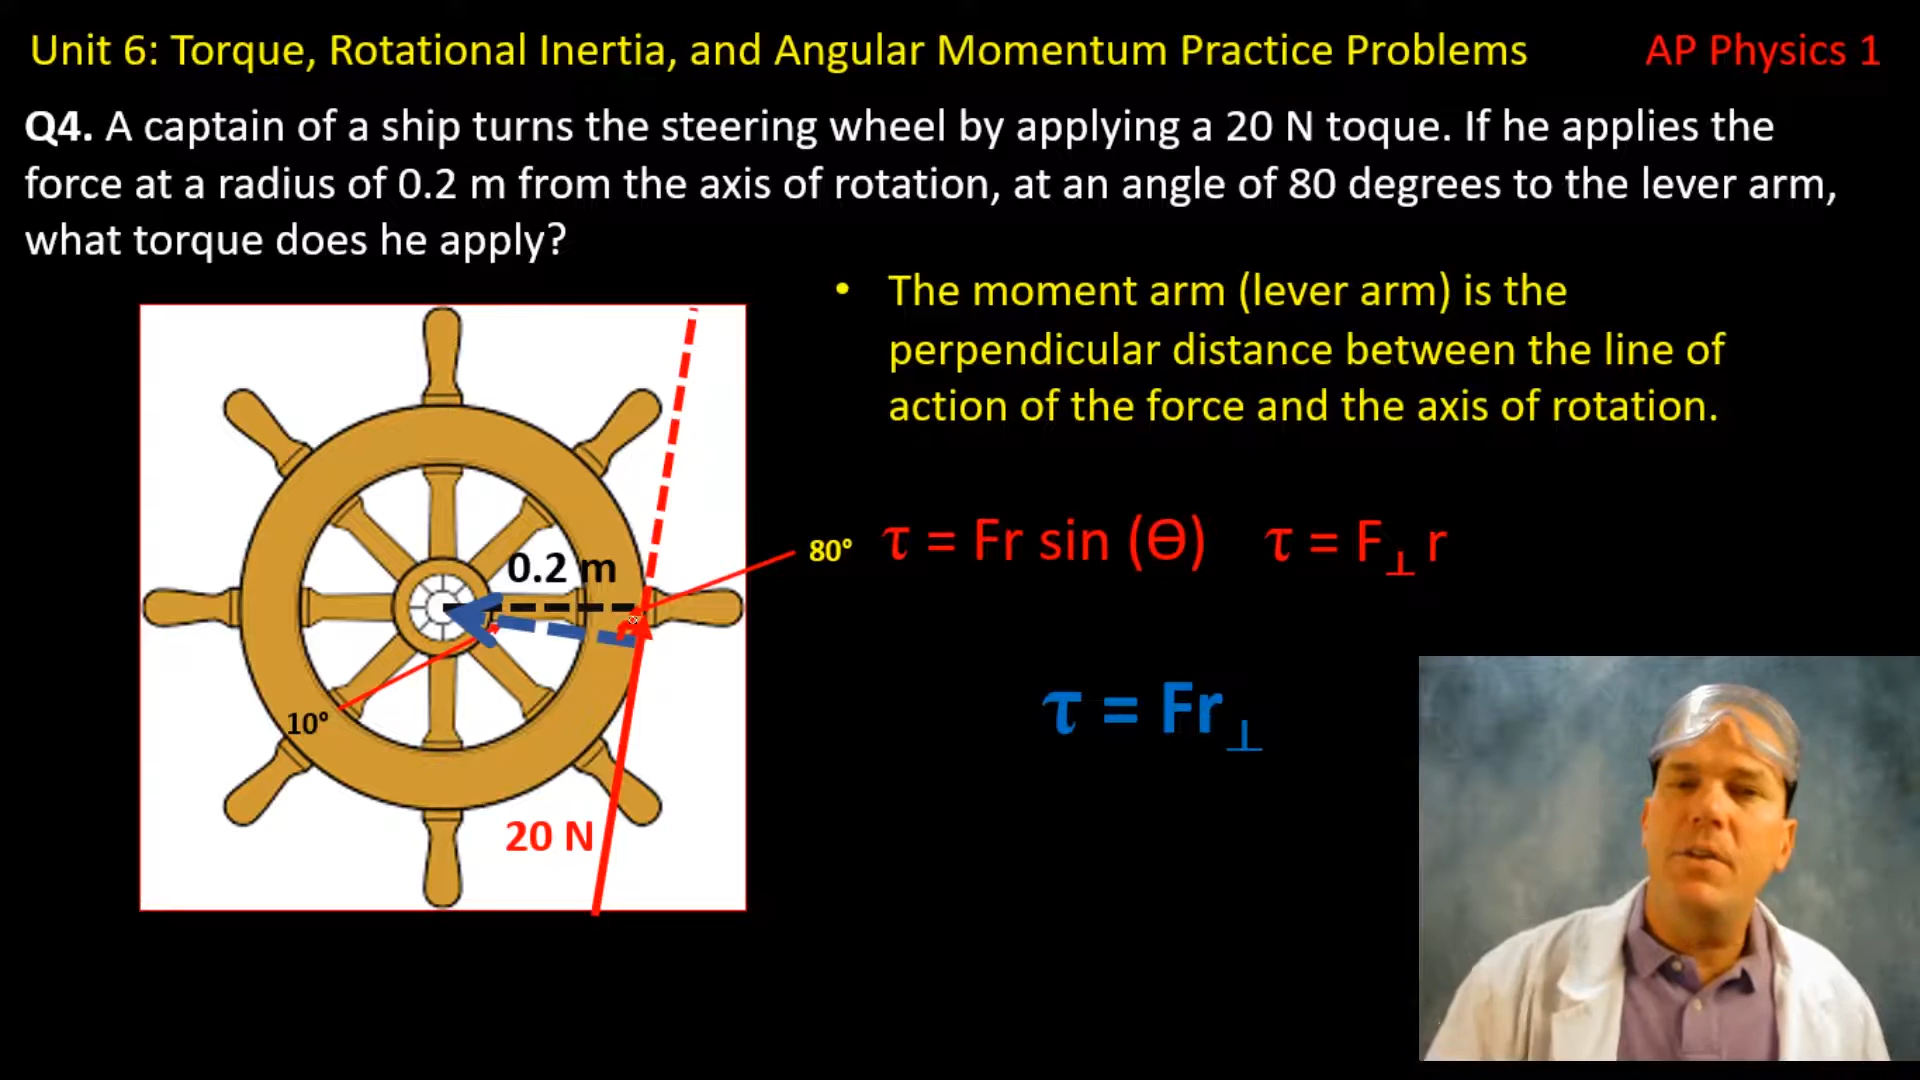 Unit 6: Torque, Rotational Inertia, and Angular Momentum Practice Problems
AP Physics 1
Q4. A captain of a ship turns the steering wheel by applying a 20 N toque. If he applies the
force at a radius of 0.2 m from the axis of rotation, at an angle of 80 degrees to the lever arm,
what torque does he apply?
• The moment arm (lever arm) is the
perpendicular distance between the line of
action of the force and the axis of rotation.
0.2 m
80°
τ = Fr sin (Θ)
τ = F⊥ r
10°
τ = Fr⊥
20 N